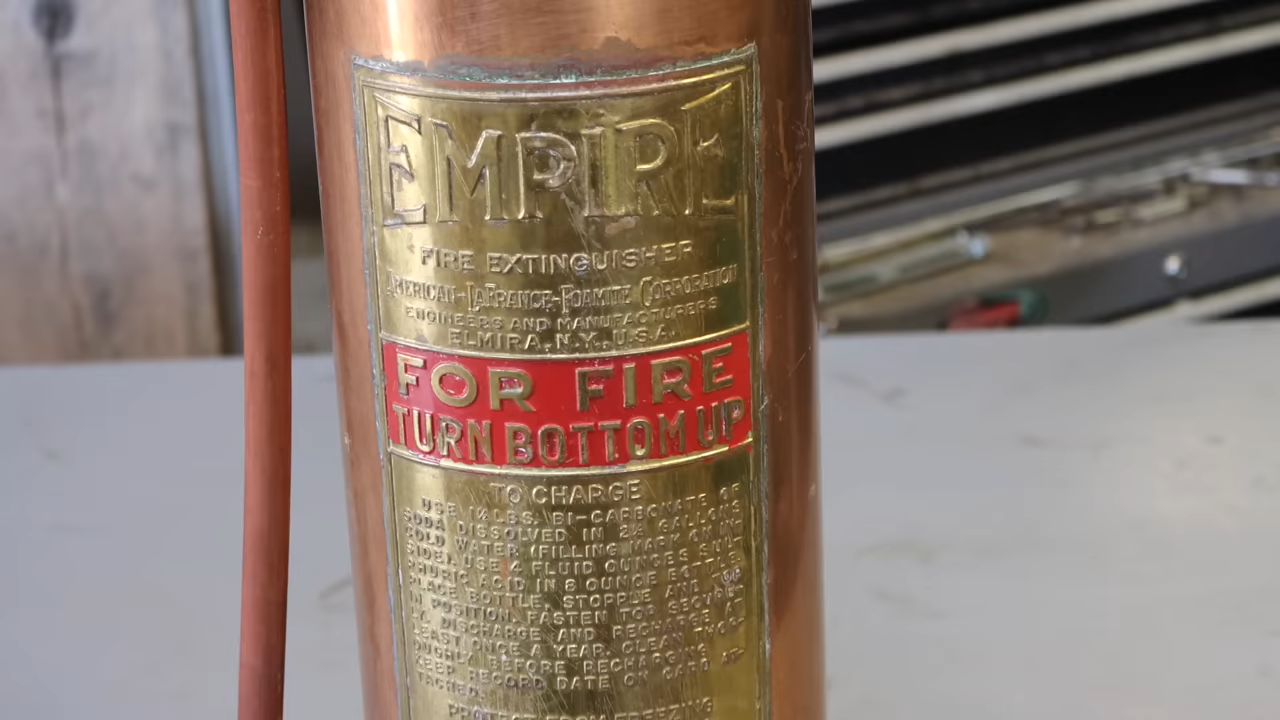 EMPIRE
FIRE EXTINGUISHER
AMERICAN-LAFRANCE-FOAMITE CORPORATION
ENGINEERS AND MANUFACTURERS
ELMIRA, N.Y., U.S.A.
FOR FIRE
TURN BOTTOM UP
TO CHARGE
USE 1½ LBS. BI-CARBONATE OF
SODA DISSOLVED IN 2½ GALLONS
COLD WATER (FILLING MARK ON IN-
SIDE). USE 4 FLUID OUNCES SUL-
PHURIC ACID IN 8 OUNCE BOTTLE.
PLACE BOTTLE, STOPPLE AND
IN POSITION. FASTEN TOP SECURE-
LY. DISCHARGE AND RECHARGE AT
LEAST ONCE A YEAR. CLEAN THOR-
OUGHLY BEFORE RECHARGING
KEEP RECORD DATE ON CARD AT-
TACHED.
PROTECT FROM FREEZING